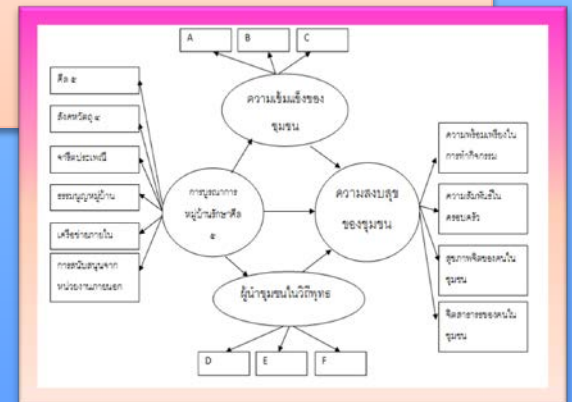 A
B
C
ศีล ๕
สังคหวัตถุ ๔
จารีตประเพณี
ธรรมนูญหมู่บ้าน
เครือข่ายภายใน
การสนับสนุนจาก
หน่วยงานภายนอก
ความเข้มแข็งของ
ชุมชน
การบูรณาการ
หมู่บ้านรักษาศีล
๕
ความสงบสุข
ของชุมชน
ผู้นำชุมชนในวิถีพุทธ
ความพร้อมเพรียงใน
การทำกิจกรรม
ความสัมพันธ์ใน
ครอบครัว
สุขภาพจิตของคนใน
ชุมชน
จิตสาธารธของคนใน
ชุมชน
D
E
F